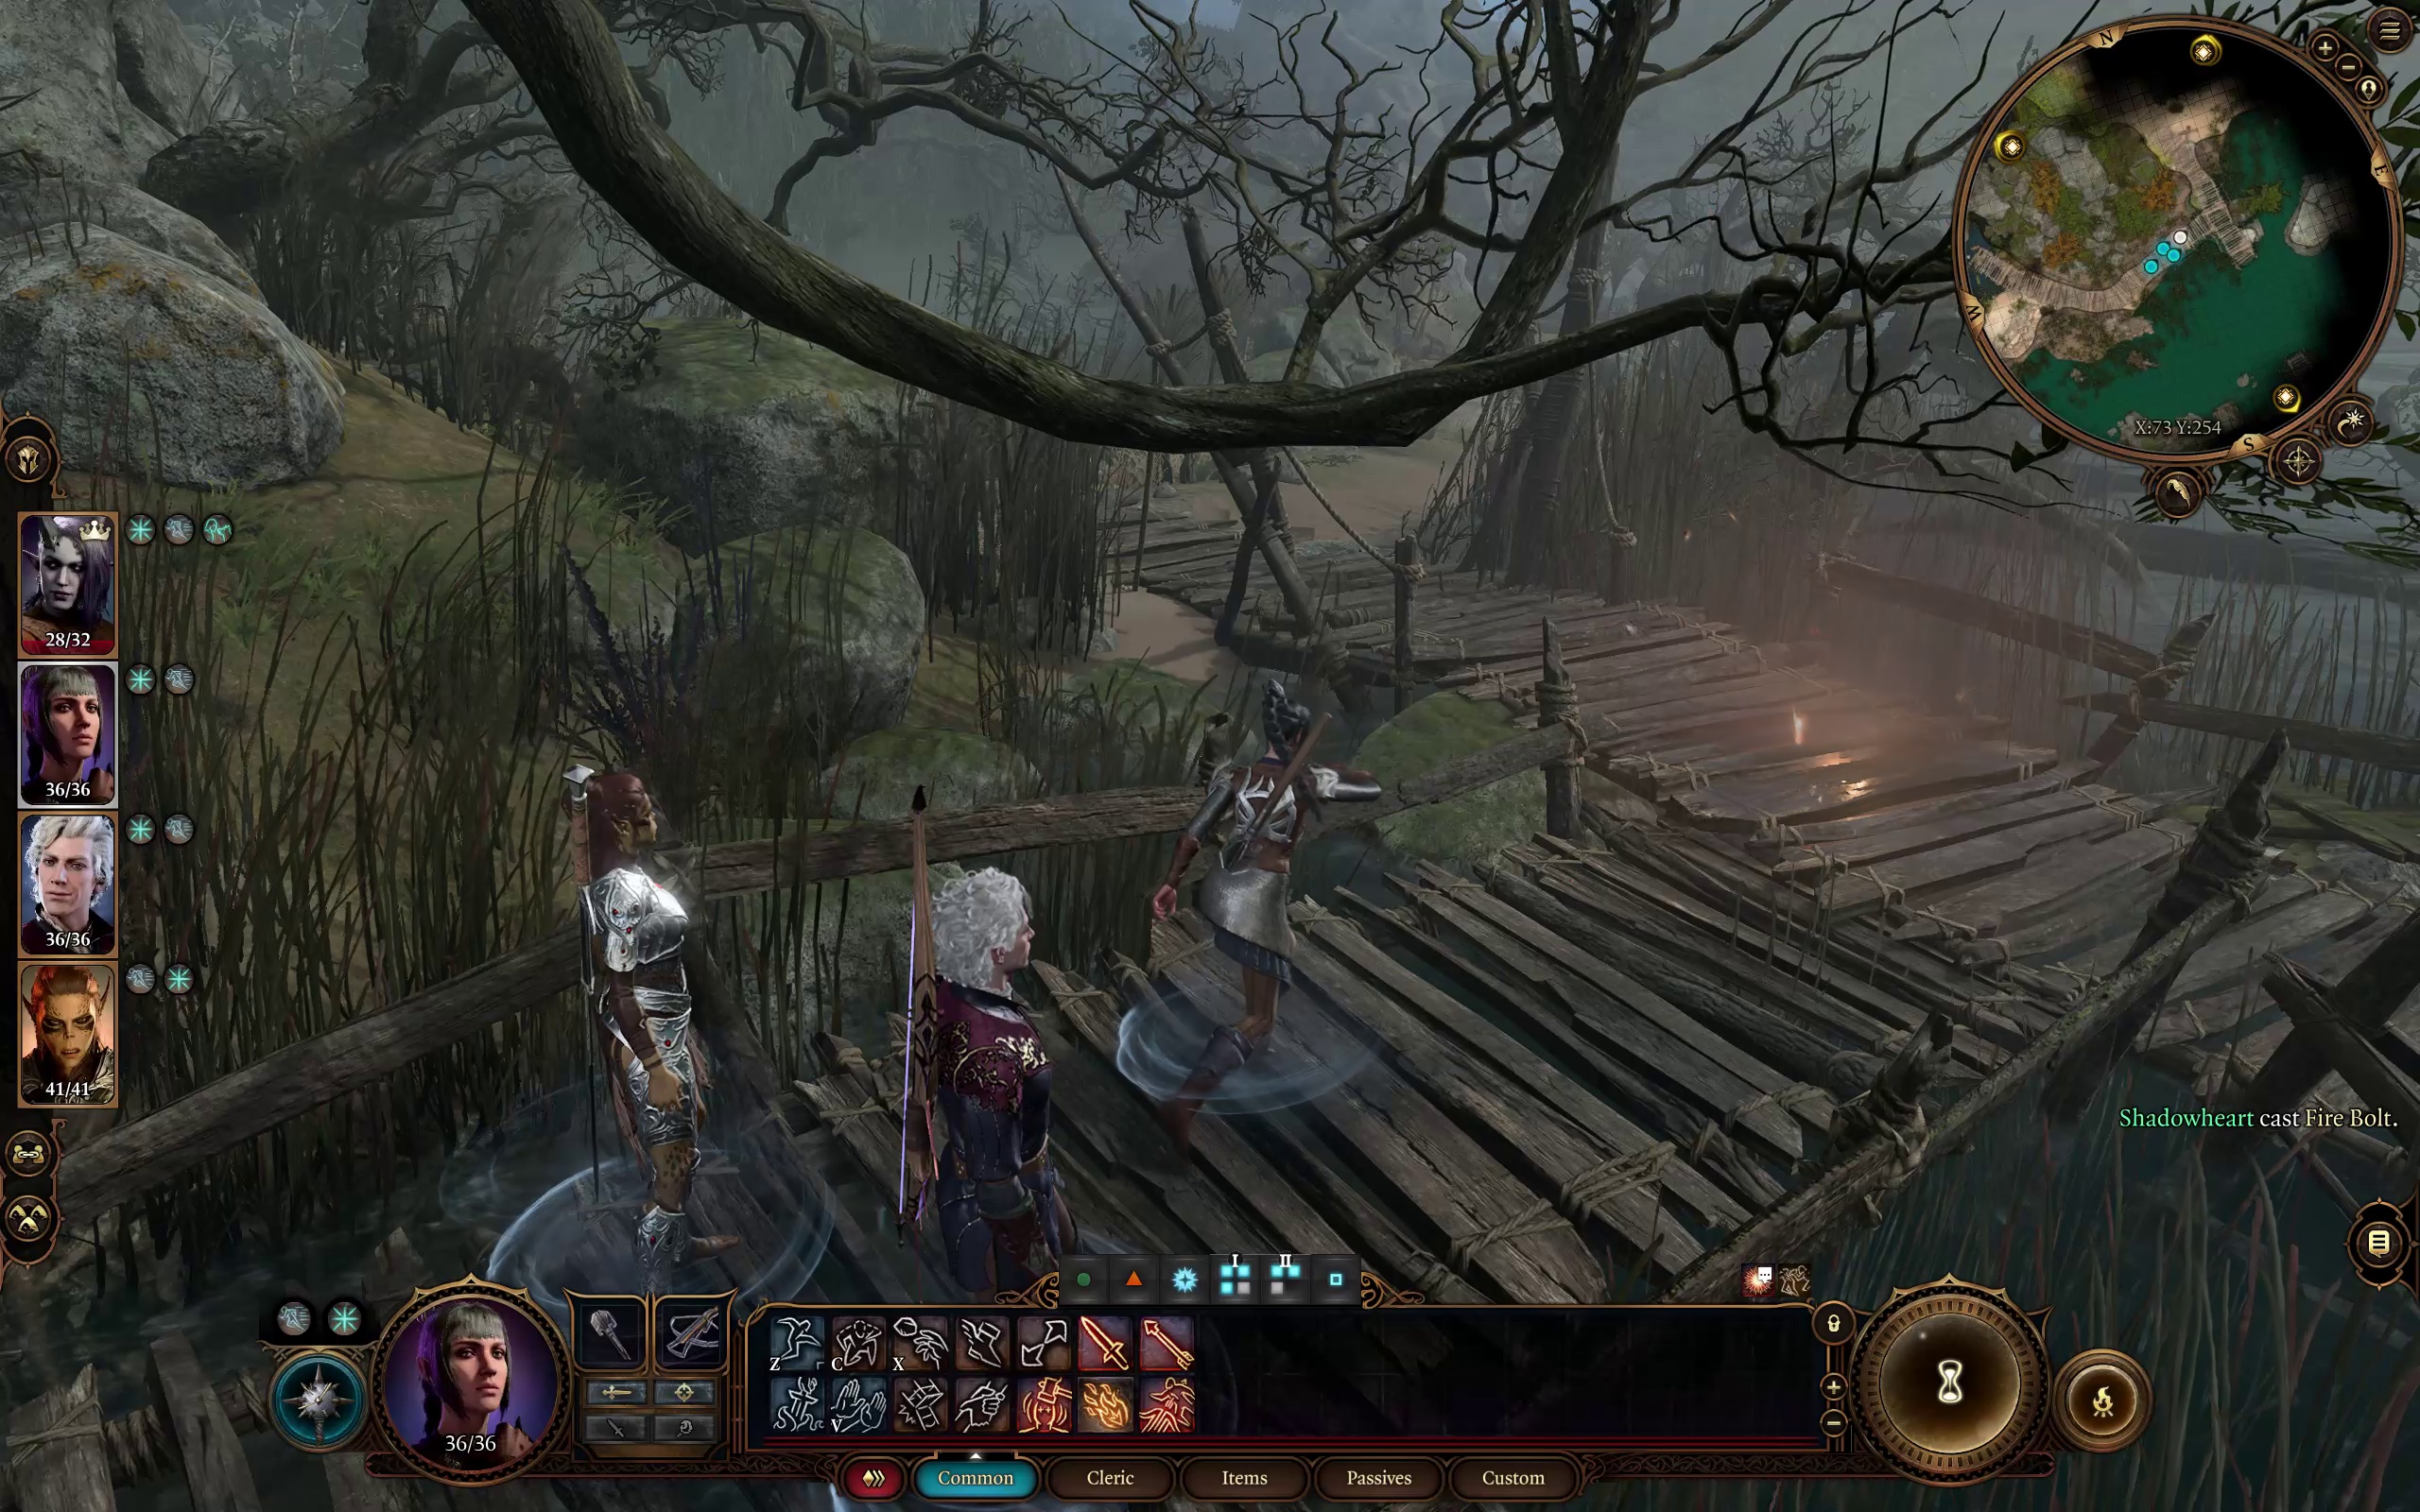 N
E
W
X:73 Y:254
S
28/32
36/36
36/36
41/41
Shadowheart cast Fire Bolt.
I II
Z C X
V
36/36
Common Cleric Items Passives Custom